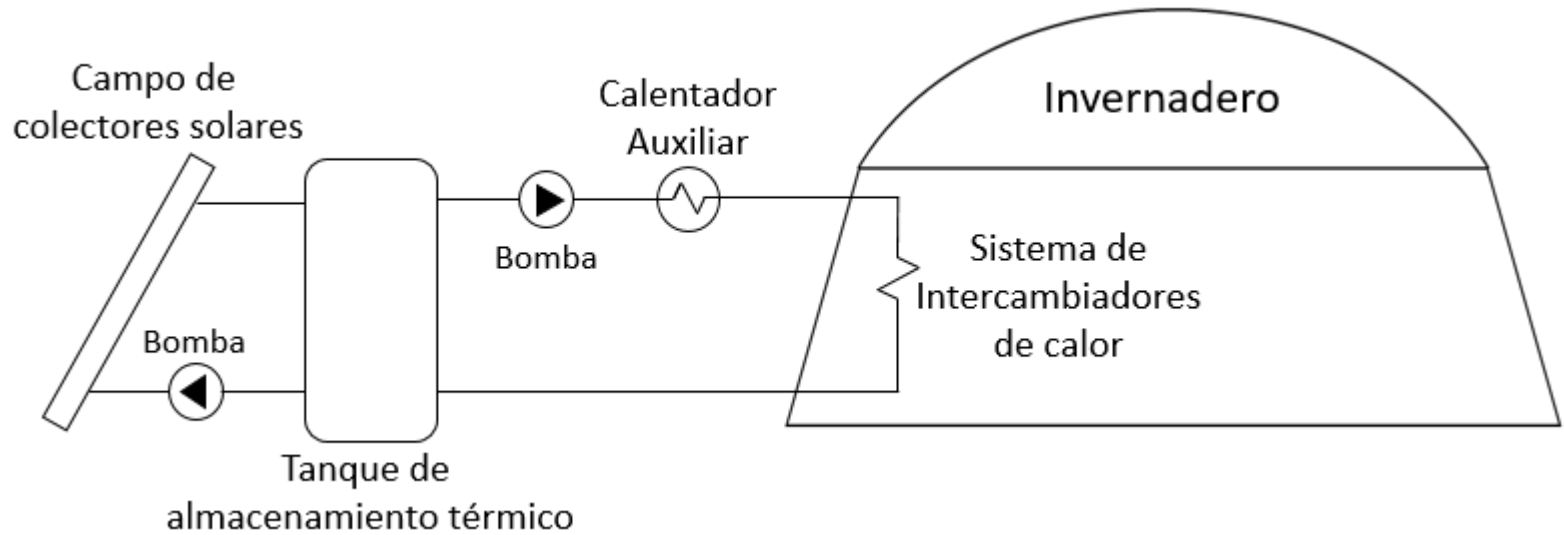 Campo de
colectores solares
Calentador
Auxiliar
Invernadero
Bomba
Sistema de
Intercambiadores
de calor
Bomba
Tanque de
almacenamiento térmico